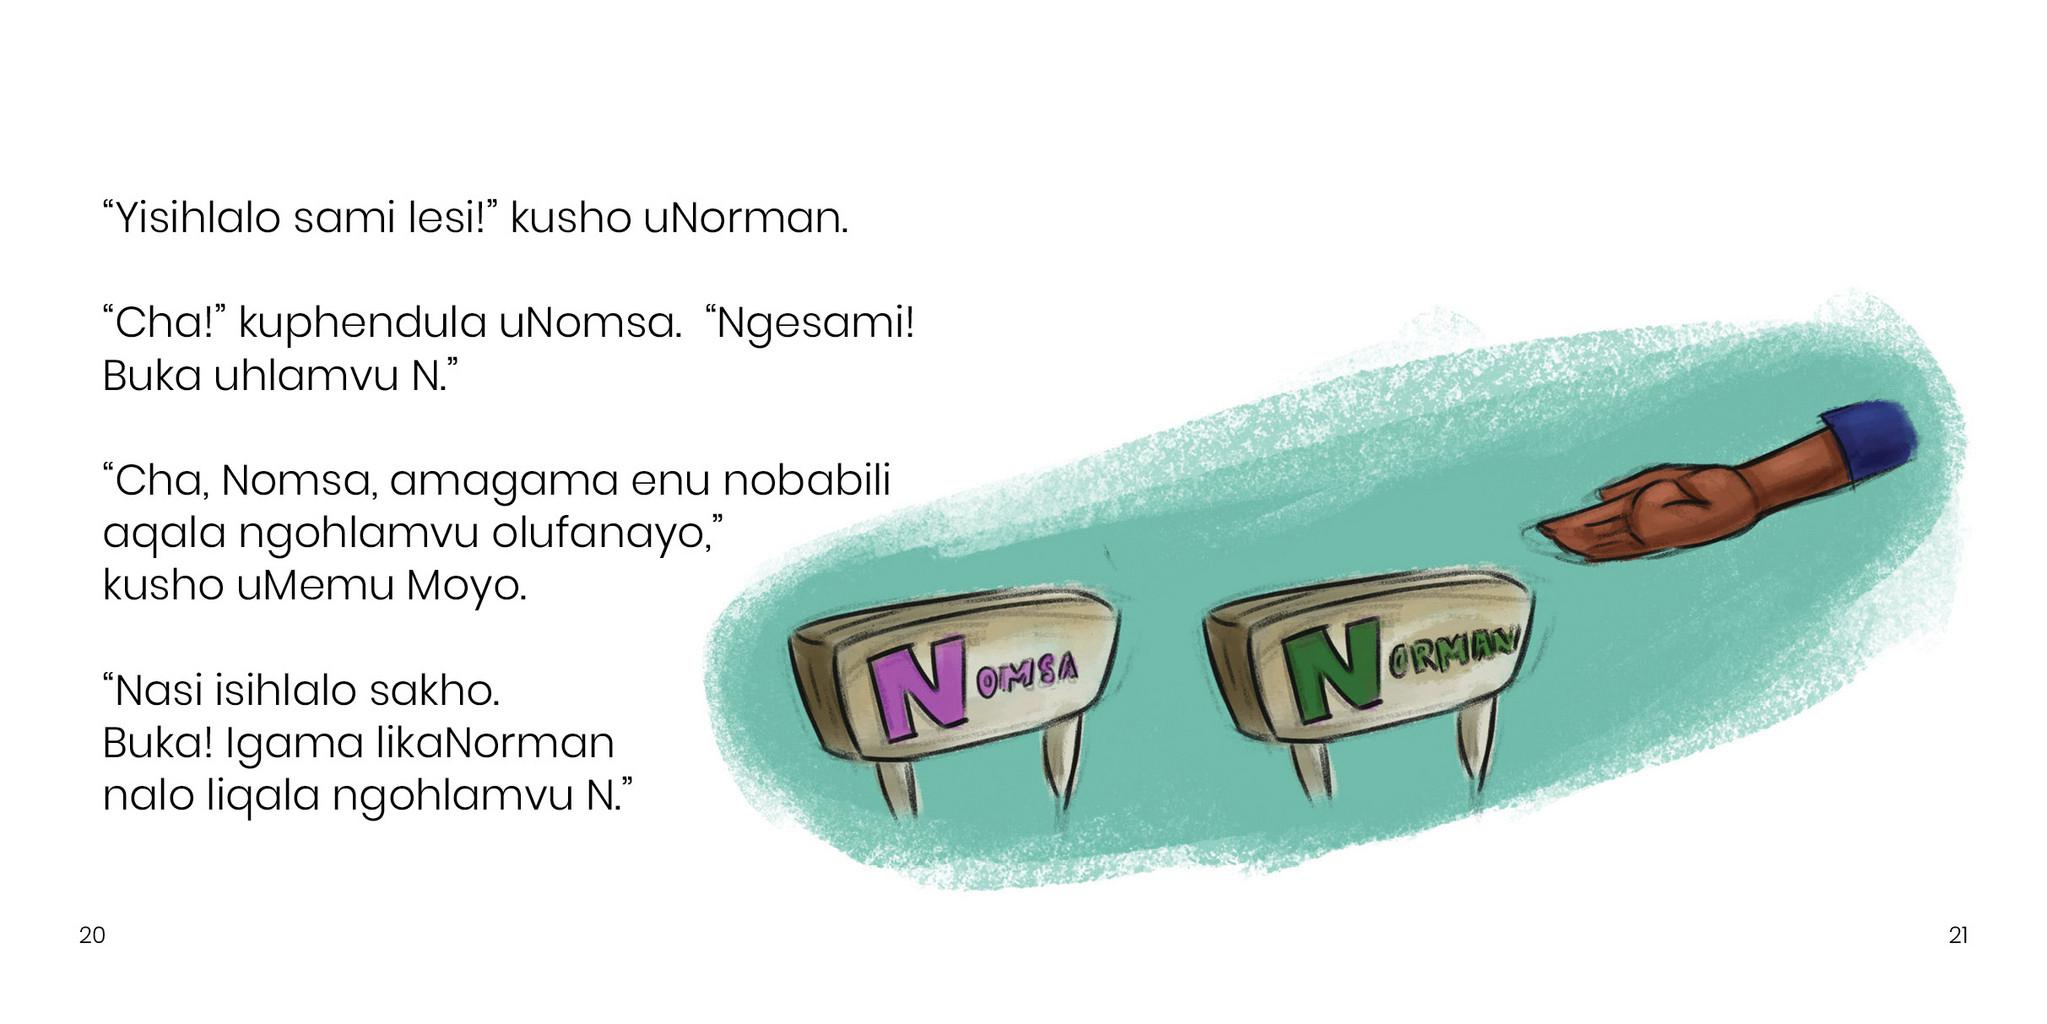 “Yisihlalo sami lesi!” kusho uNorman.
“Cha!” kuphendula uNomsa.  “Ngesami!
Buka uhlamvu N.”
“Cha, Nomsa, amagama enu nobabili
aqala ngohlamvu olufanayo,”
kusho uMemu Moyo.
“Nasi isihlalo sakho.
Buka! Igama likaNorman
nalo liqala ngohlamvu N.”
NOMSA
NORMAN
20
21